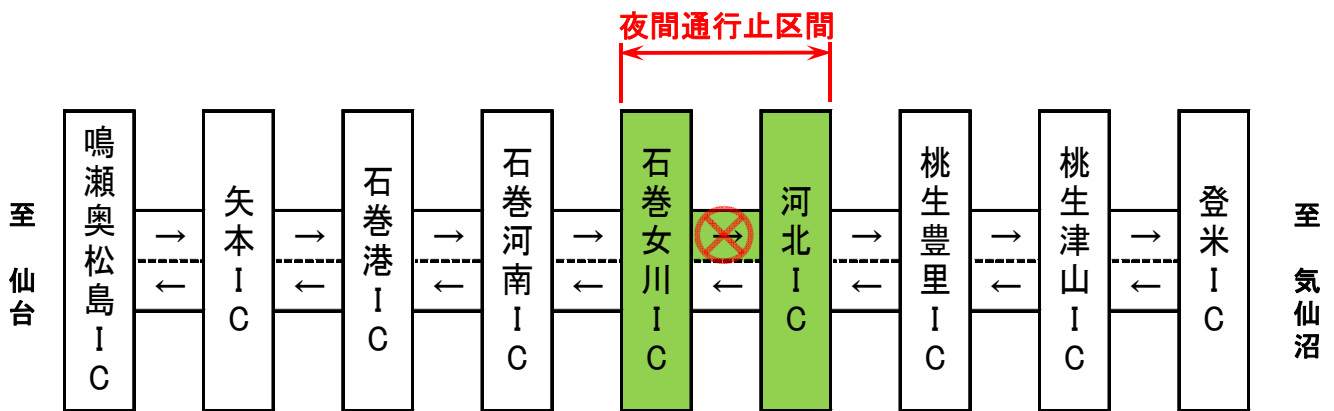 夜間通行止区間
至 仙台
鳴瀬奥松島IC
→
←
矢本IC
→
←
石巻港IC
→
←
石巻河南IC
→
←
石巻女川IC
→
←
河北IC
→
←
桃生豊里IC
→
←
桃生津山IC
→
←
登米IC
至 気仙沼